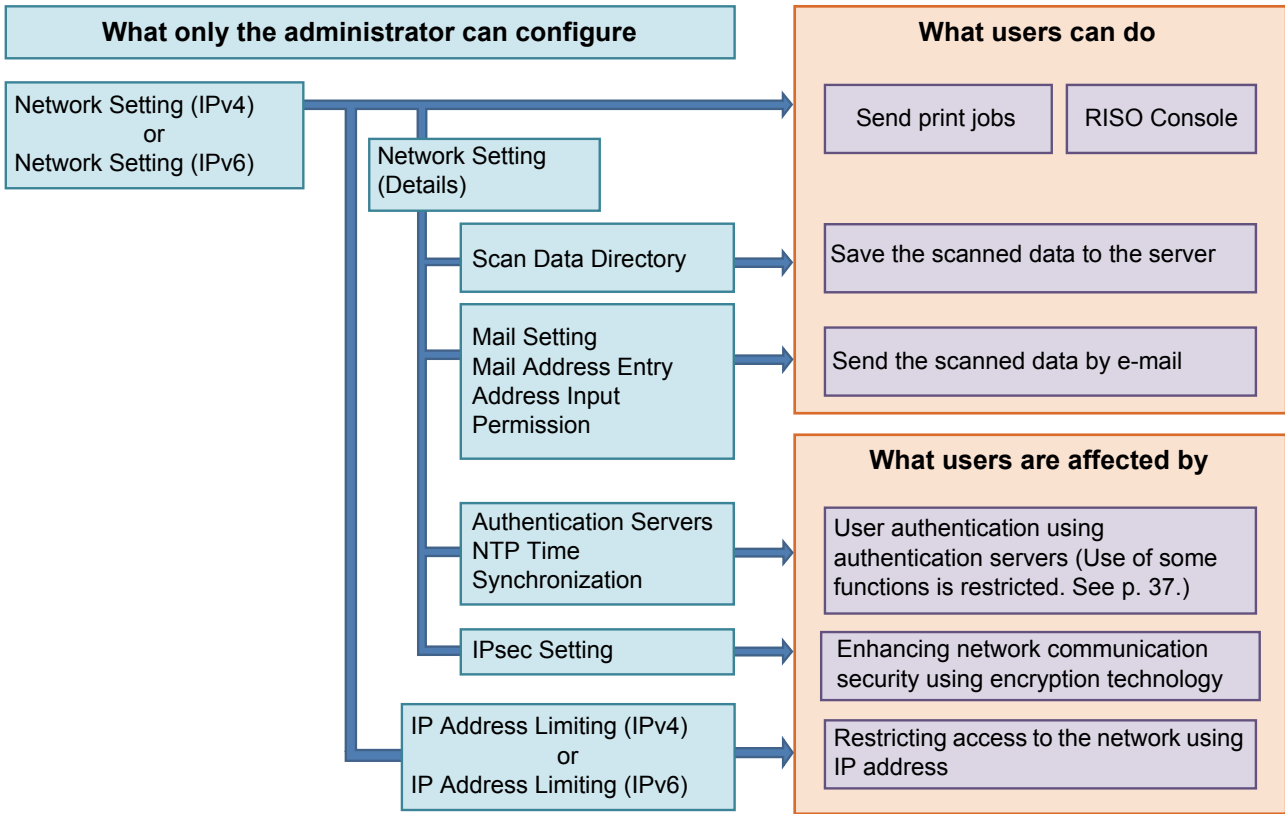 What only the administrator can configure
What users can do
Network Setting (IPv4)
or
Network Setting (IPv6)
Send print jobs
RISO Console
Network Setting
(Details)
Scan Data Directory
Save the scanned data to the server
Mail Setting
Mail Address Entry
Address Input
Permission
Send the scanned data by e-mail
What users are affected by
Authentication Servers
NTP Time
Synchronization
User authentication using
authentication servers (Use of some
functions is restricted. See p. 37.)
IPsec Setting
Enhancing network communication
security using encryption technology
IP Address Limiting (IPv4)
or
IP Address Limiting (IPv6)
Restricting access to the network using
IP address